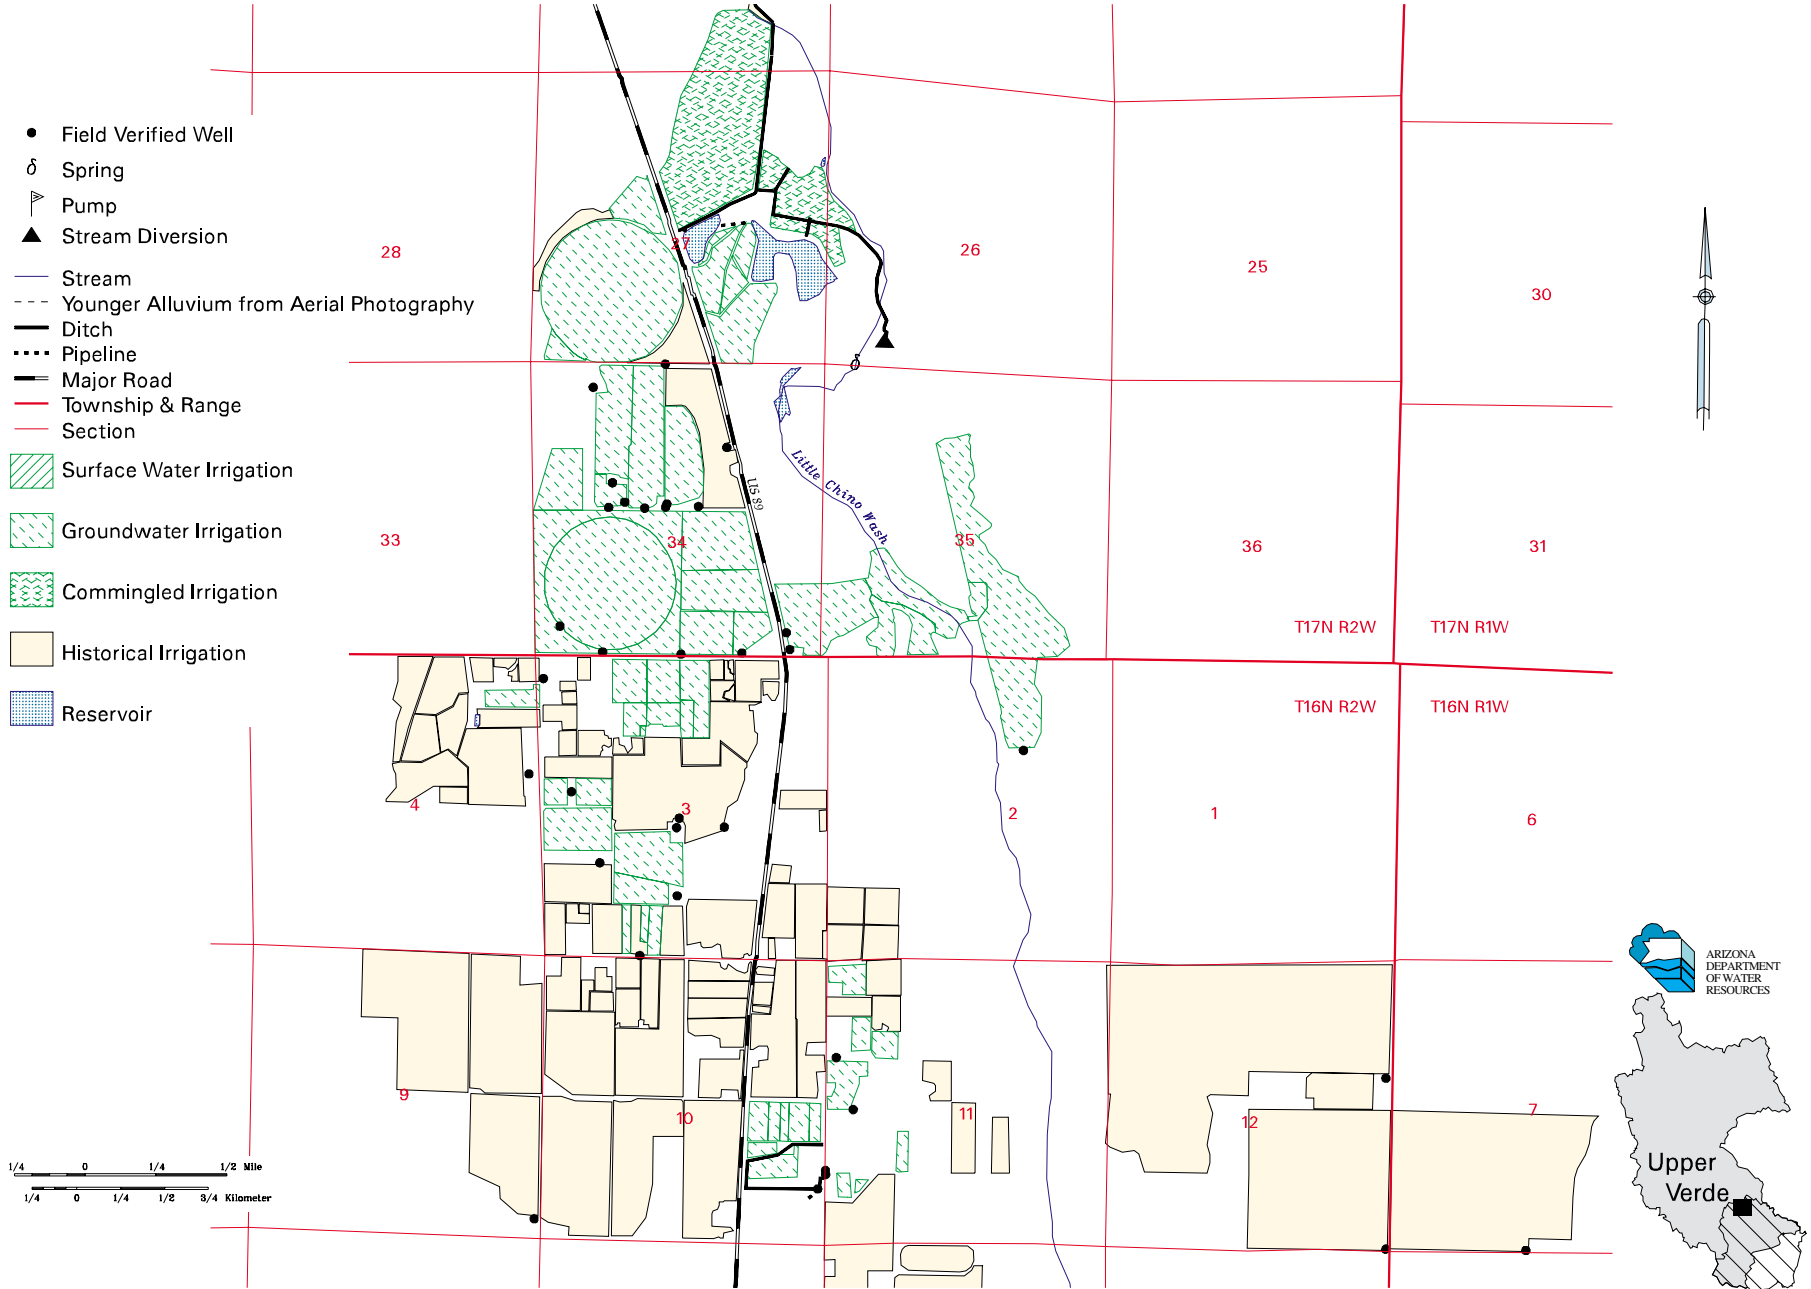 Field Verified Well
Spring
Pump
Stream Diversion
Stream
Younger Alluvium from Aerial Photography
Ditch
Pipeline
Major Road
Township & Range
Section
Surface Water Irrigation
Groundwater Irrigation
Commingled Irrigation
Historical Irrigation
Reservoir
28
27
26
25
30
33
34
35
36
31
US 89
Little Chino Wash
T17N R2W
T17N R1W
T16N R2W
T16N R1W
4
3
2
1
6
9
10
11
12
7
1/4 0 1/4 1/2 Mile
1/4 0 1/4 1/2 3/4 Kilometer
ARIZONA
DEPARTMENT
OF WATER
RESOURCES
Upper
Verde